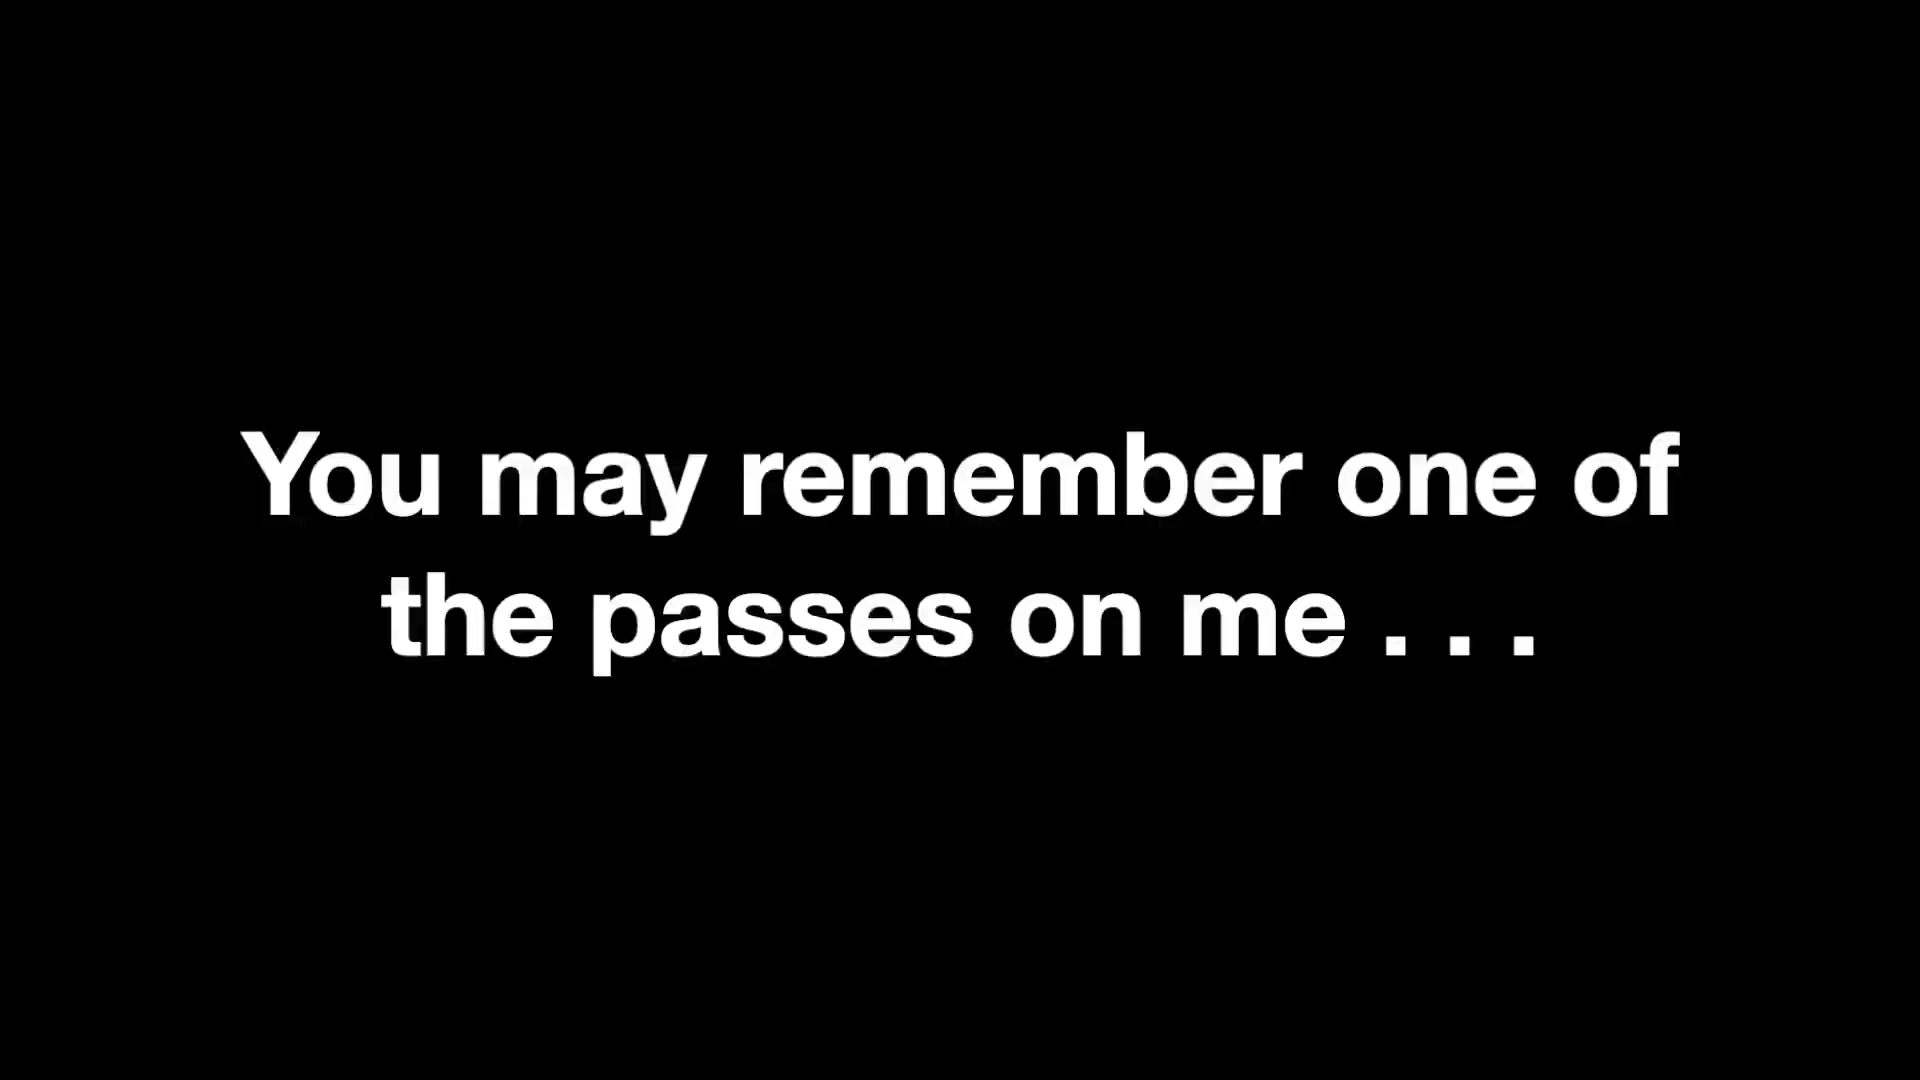 You may remember one of
the passes on me . . .